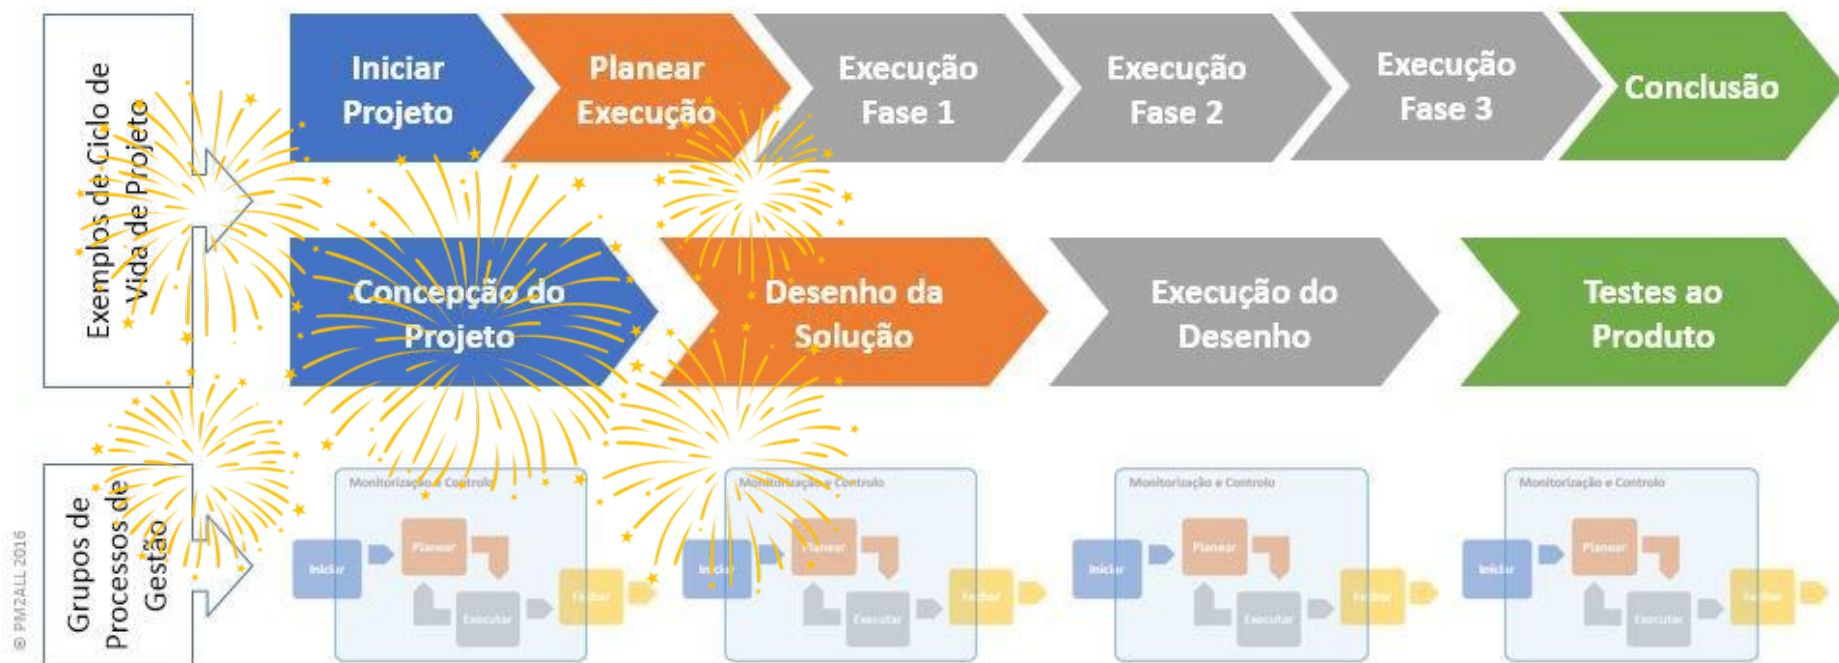 Exemplos de Ciclo de
Vida de Projeto
Iniciar
Projeto
Planear
Execução
Execução
Fase 1
Execução
Fase 2
Execução
Fase 3
Conclusão
Concepção do
Projeto
Desenho da
Solução
Execução do
Desenho
Testes ao
Produto
Grupos de
Processos de
Gestão
Monitorização e Controlo
Iniciar
Planear
Executar
Fechar
Monitorização e Controlo
Iniciar
Planear
Executar
Fechar
Monitorização e Controlo
Iniciar
Planear
Executar
Fechar
Monitorização e Controlo
Iniciar
Planear
Executar
Fechar
© PM2ALL 2016